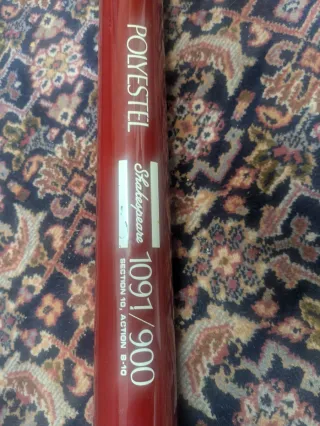 POLYESTEL
Shakespeare
1091/900
SECTION 10. ACTION 8-10